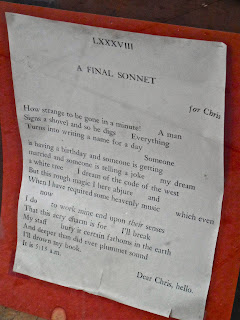 LXXXVIII
A FINAL SONNET
for Chris
How strange to be gone in a minute! A man
Signs a shovel and so he digs Everything
Turns into writing a name for a day
Someone
is having a birthday and someone is getting
married and someone is telling a joke my dream
a white rose I dream of the code of the west
But this rough magic I here abjure and
When I have required some heavenly music which even
now
I do to work mine end upon their senses
That this airy charm is for I'll break
My staff bury it certain fathoms in the earth
And deeper than did ever plummet sound
I'll drown my book.
It is 5:15 a.m.
Dear Chris, hello.